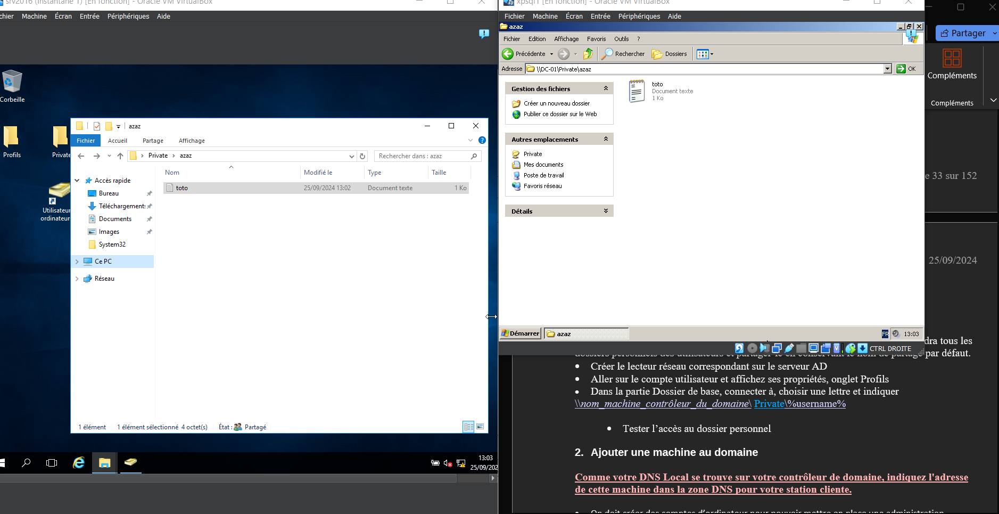 srv2016 (Instantané 1) [En fonction] - Oracle VM VirtualBox
chier Machine Écran Entrée Périphériques Aide
Corbeille
Profils
Private
Utilisateur
ordinateur
azaz
Fichier Accueil Partage Affichage
Private > azaz
Rechercher dans : azaz
Nom Modifié le Type Taille
toto 25/09/2024 13:02 Document texte 1 Ko
Accès rapide
Bureau
Téléchargements
Documents
Images
System32
Ce PC
Réseau
1 élément 1 élément sélectionné 4 octet(s) État : Partagé
13:03
25/09/202
xpsql1 [En fonction] - Oracle VM VirtualBox
Fichier Machine Écran Entrée Périphériques Aide
azaz
Fichier Edition Affichage Favoris Outils ?
Précédente Rechercher Dossiers
Adresse \\DC-01\Private\azaz OK
Gestion des fichiers
Créer un nouveau dossier
Publier ce dossier sur le Web
Autres emplacements
Private
Mes documents
Poste de travail
Favoris réseau
Détails
toto
Document texte
1 Ko
Démarrer azaz FR 13:03
CTRL DROITE
Partager
Compléments
Compléments
e 33 sur 152
25/09/2024
dra tous les
dossiers personnels des utilisateurs et partager le en conservant le nom de partage par défaut.
• Créer le lecteur réseau correspondant sur le serveur AD
• Aller sur le compte utilisateur et affichez ses propriétés, onglet Profils
• Dans la partie Dossier de base, connecter à, choisir une lettre et indiquer
\\nom_machine_contrôleur_du_domaine\ Private\%username%
• Tester l’accès au dossier personnel
2. Ajouter une machine au domaine
Comme votre DNS Local se trouve sur votre contrôleur de domaine, indiquez l'adresse
de cette machine dans la zone DNS pour votre station cliente.
• On doit créer des comptes d’ordinateur pour pouvoir mettre en place une administration